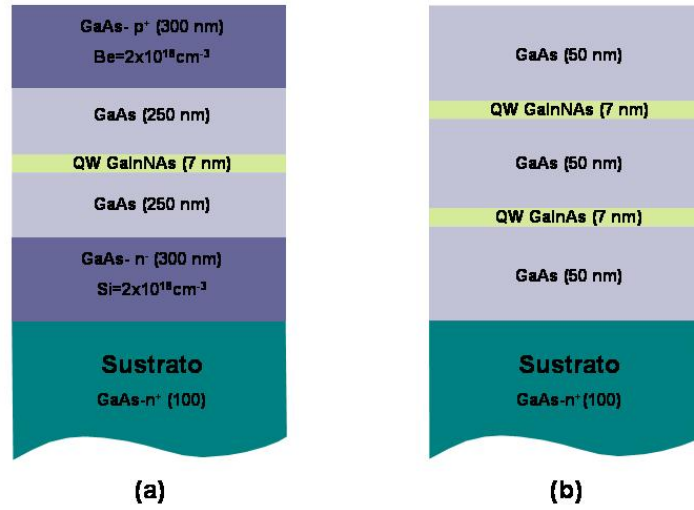 GaAs- p⁺ (300 nm)
Be=2x10¹⁸cm⁻³
GaAs (250 nm)
QW GaInNAs (7 nm)
GaAs (250 nm)
GaAs- n⁻ (300 nm)
Si=2x10¹⁸cm⁻³
Sustrato
GaAs-n⁺ (100)
(a)
GaAs (50 nm)
QW GaInNAs (7 nm)
GaAs (50 nm)
QW GaInAs (7 nm)
GaAs (50 nm)
Sustrato
GaAs-n⁺(100)
(b)